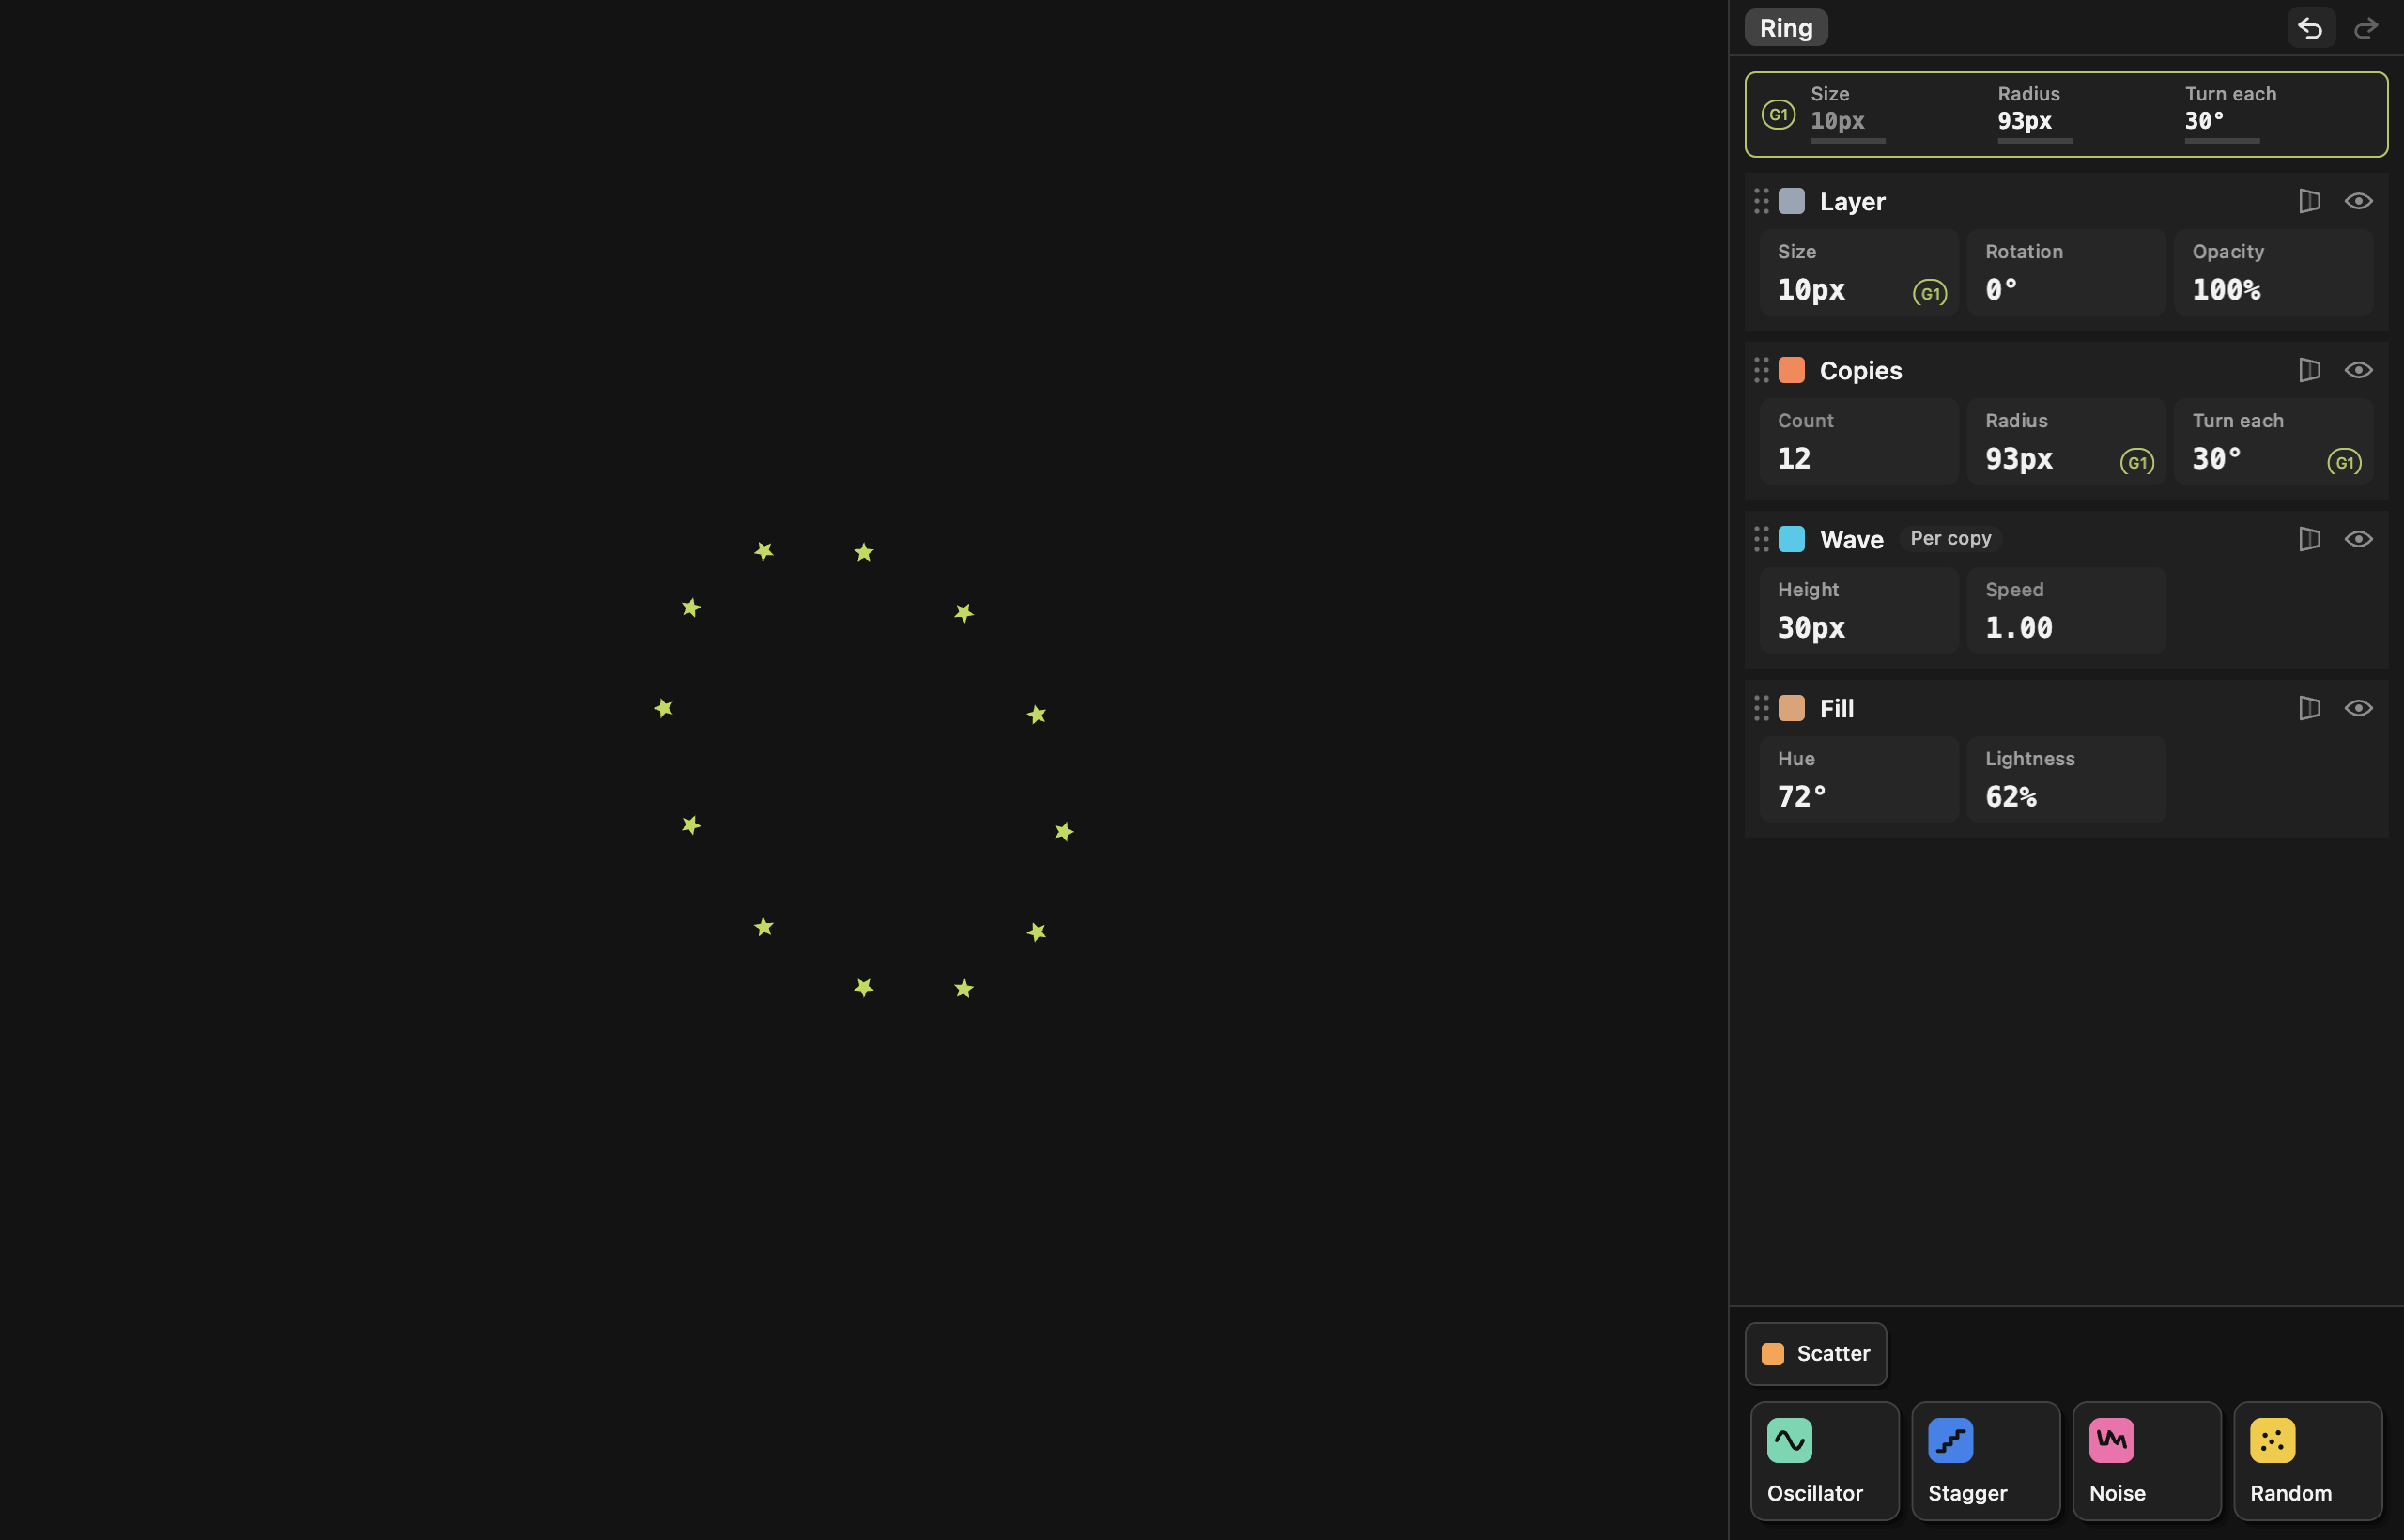 Ring
G1 Size Radius Turn each
10px 93px 30°
Layer
Size Rotation Opacity
10px G1 0° 100%
Copies
Count Radius Turn each
12 93px G1 30° G1
Wave Per copy
Height Speed
30px 1.00
Fill
Hue Lightness
72° 62%
Scatter
Oscillator Stagger Noise Random